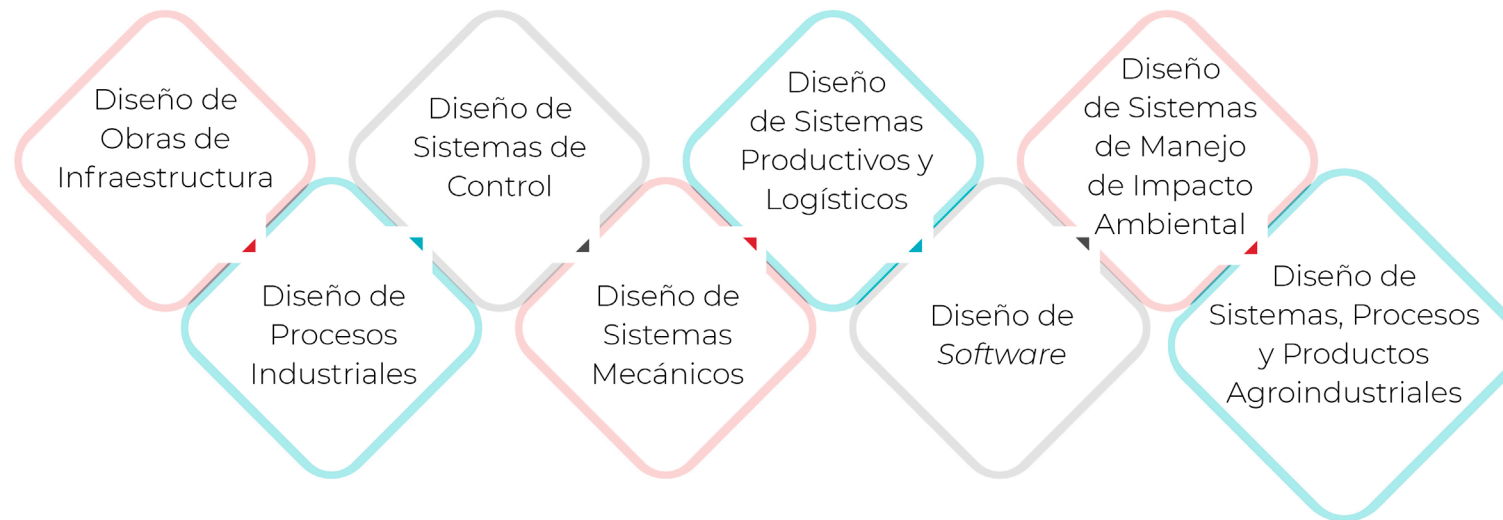 Diseño de
Obras de
Infraestructura
Diseño de
Procesos
Industriales
Diseño de
Sistemas de
Control
Diseño de
Sistemas
Mecánicos
Diseño
de Sistemas
Productivos y
Logísticos
Diseño de
Software
Diseño
de Sistemas
de Manejo
de Impacto
Ambiental
Diseño de
Sistemas, Procesos
y Productos
Agroindustriales